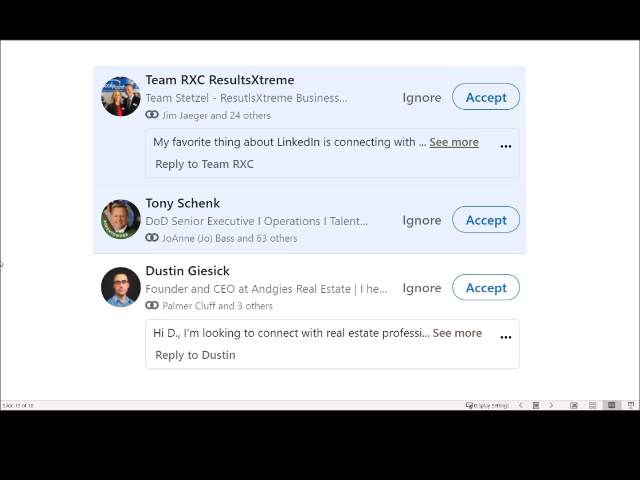 Team RXC ResultsXtreme
Team Stetzel - ResutlsXtreme Business...
Jim Jaeger and 24 others
Ignore
Accept
My favorite thing about LinkedIn is connecting with ... See more
Reply to Team RXC
Tony Schenk
DoD Senior Executive I Operations I Talent...
JoAnne (Jo) Bass and 63 others
Ignore
Accept
Dustin Giesick
Founder and CEO at Andgies Real Estate | I he...
Palmer Cluff and 3 others
Ignore
Accept
Hi D., I'm looking to connect with real estate professi... See more
Reply to Dustin
Display Settings